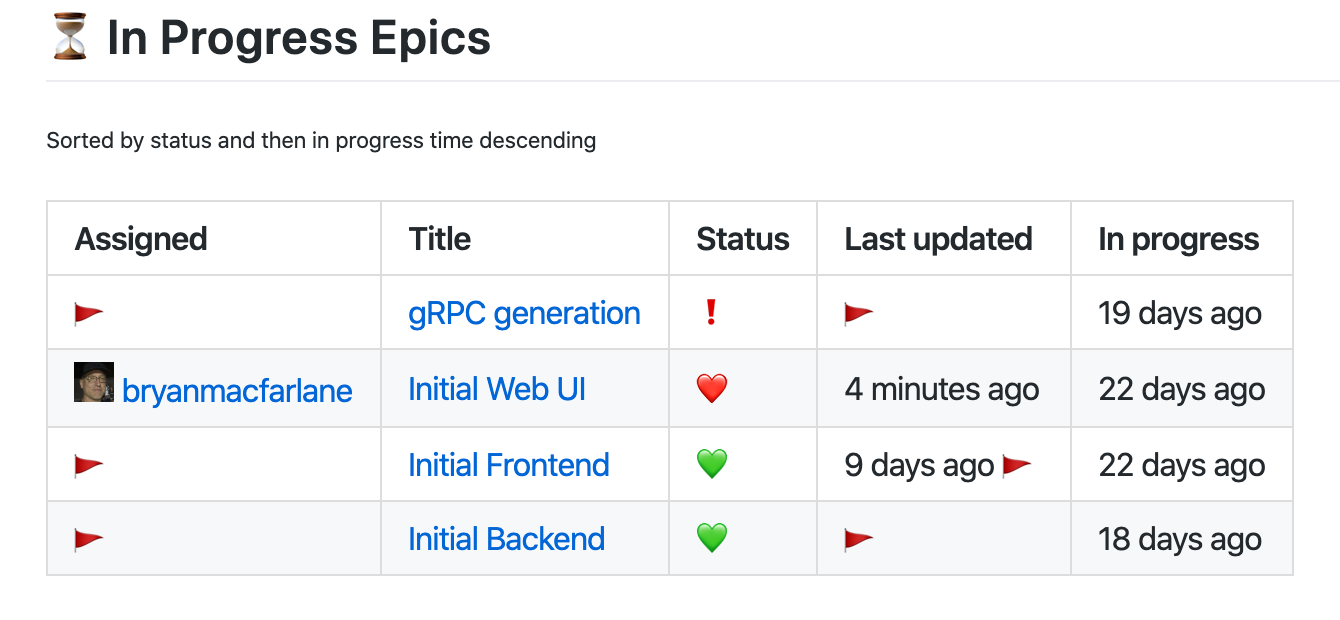 ⏳ In Progress Epics
Sorted by status and then in progress time descending
Assigned Title Status Last updated In progress
🚩 gRPC generation ❗ 🚩 19 days ago
bryanmacfarlane Initial Web UI ❤️ 4 minutes ago 22 days ago
🚩 Initial Frontend 💚 9 days ago 🚩 22 days ago
🚩 Initial Backend 💚 🚩 18 days ago